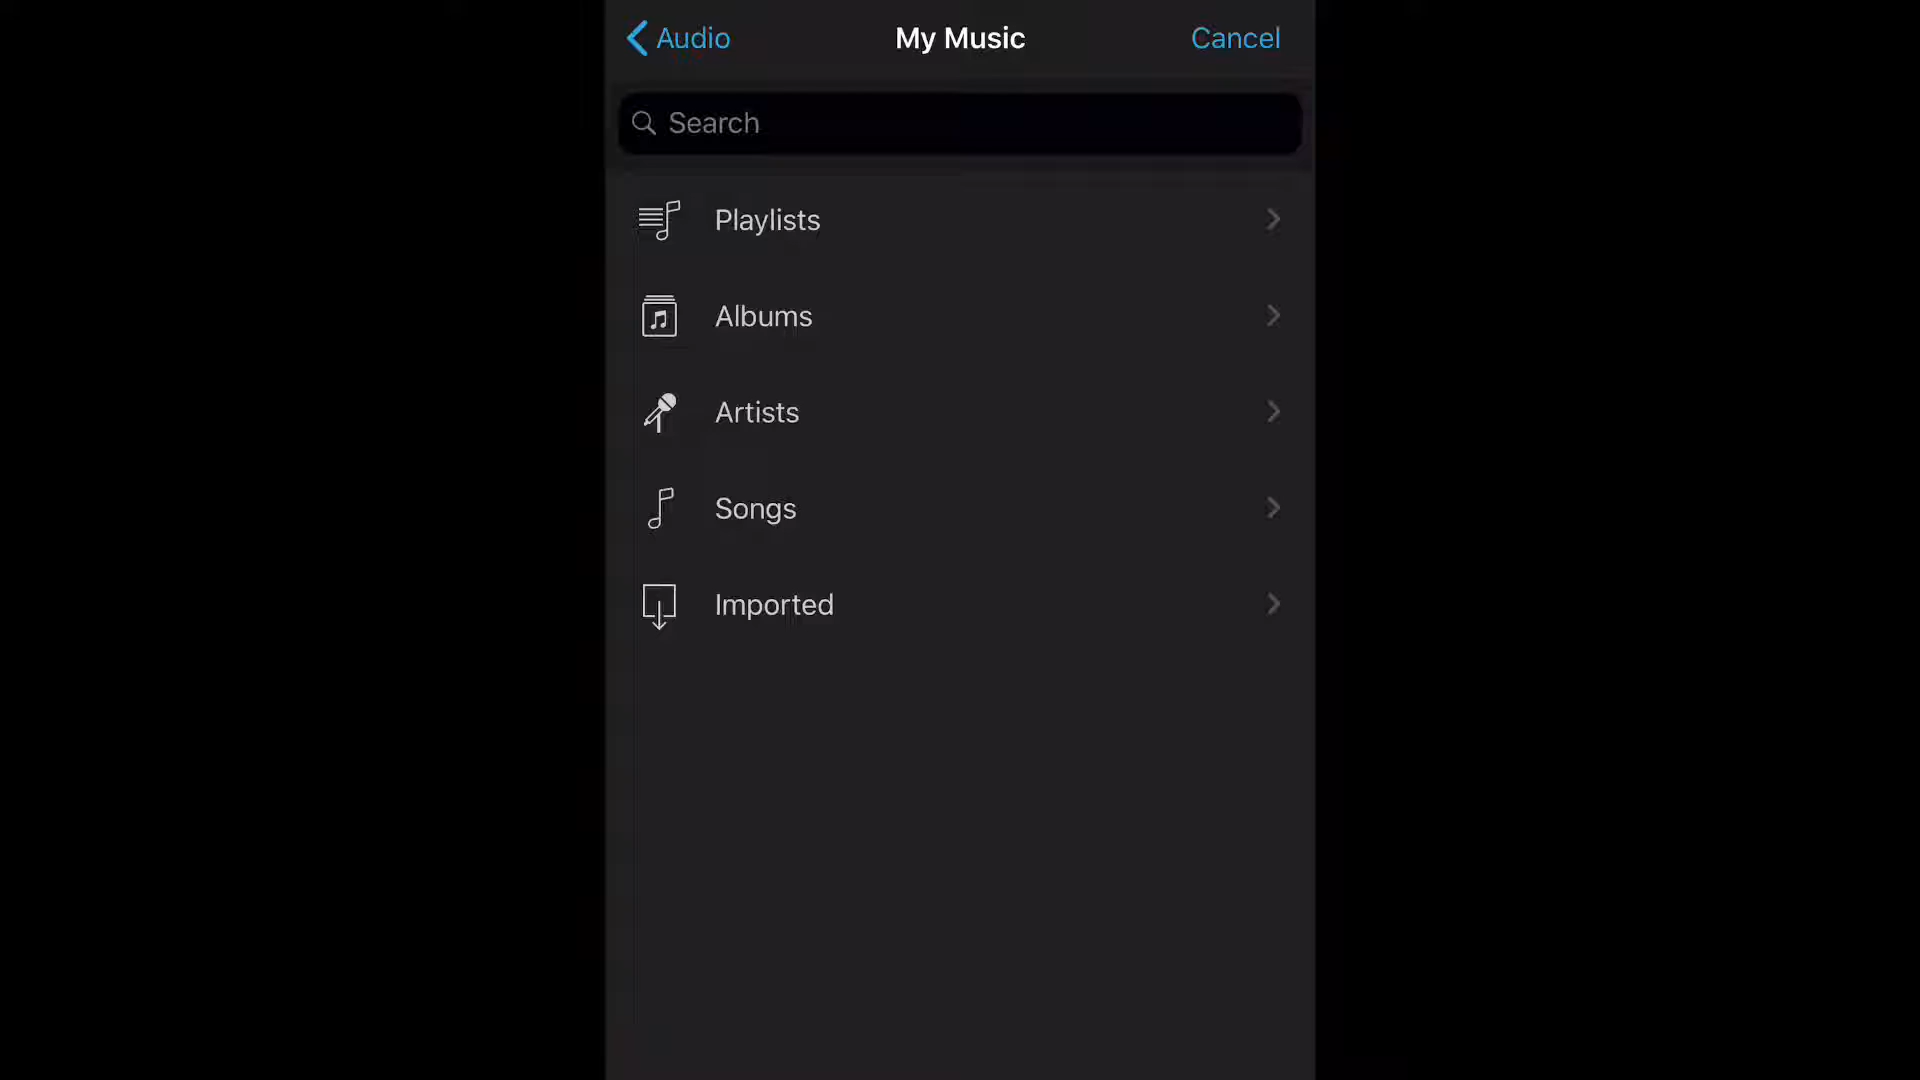 Audio
My Music
Cancel
Search
Playlists
Albums
Artists
Songs
Imported